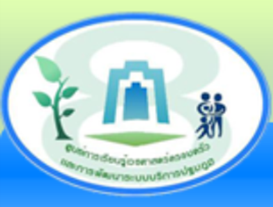 ศูนย์การเรียนรู้เวชศาสตร์ครอบครัว
และการพัฒนาระบบบริการปฐมภูมิ